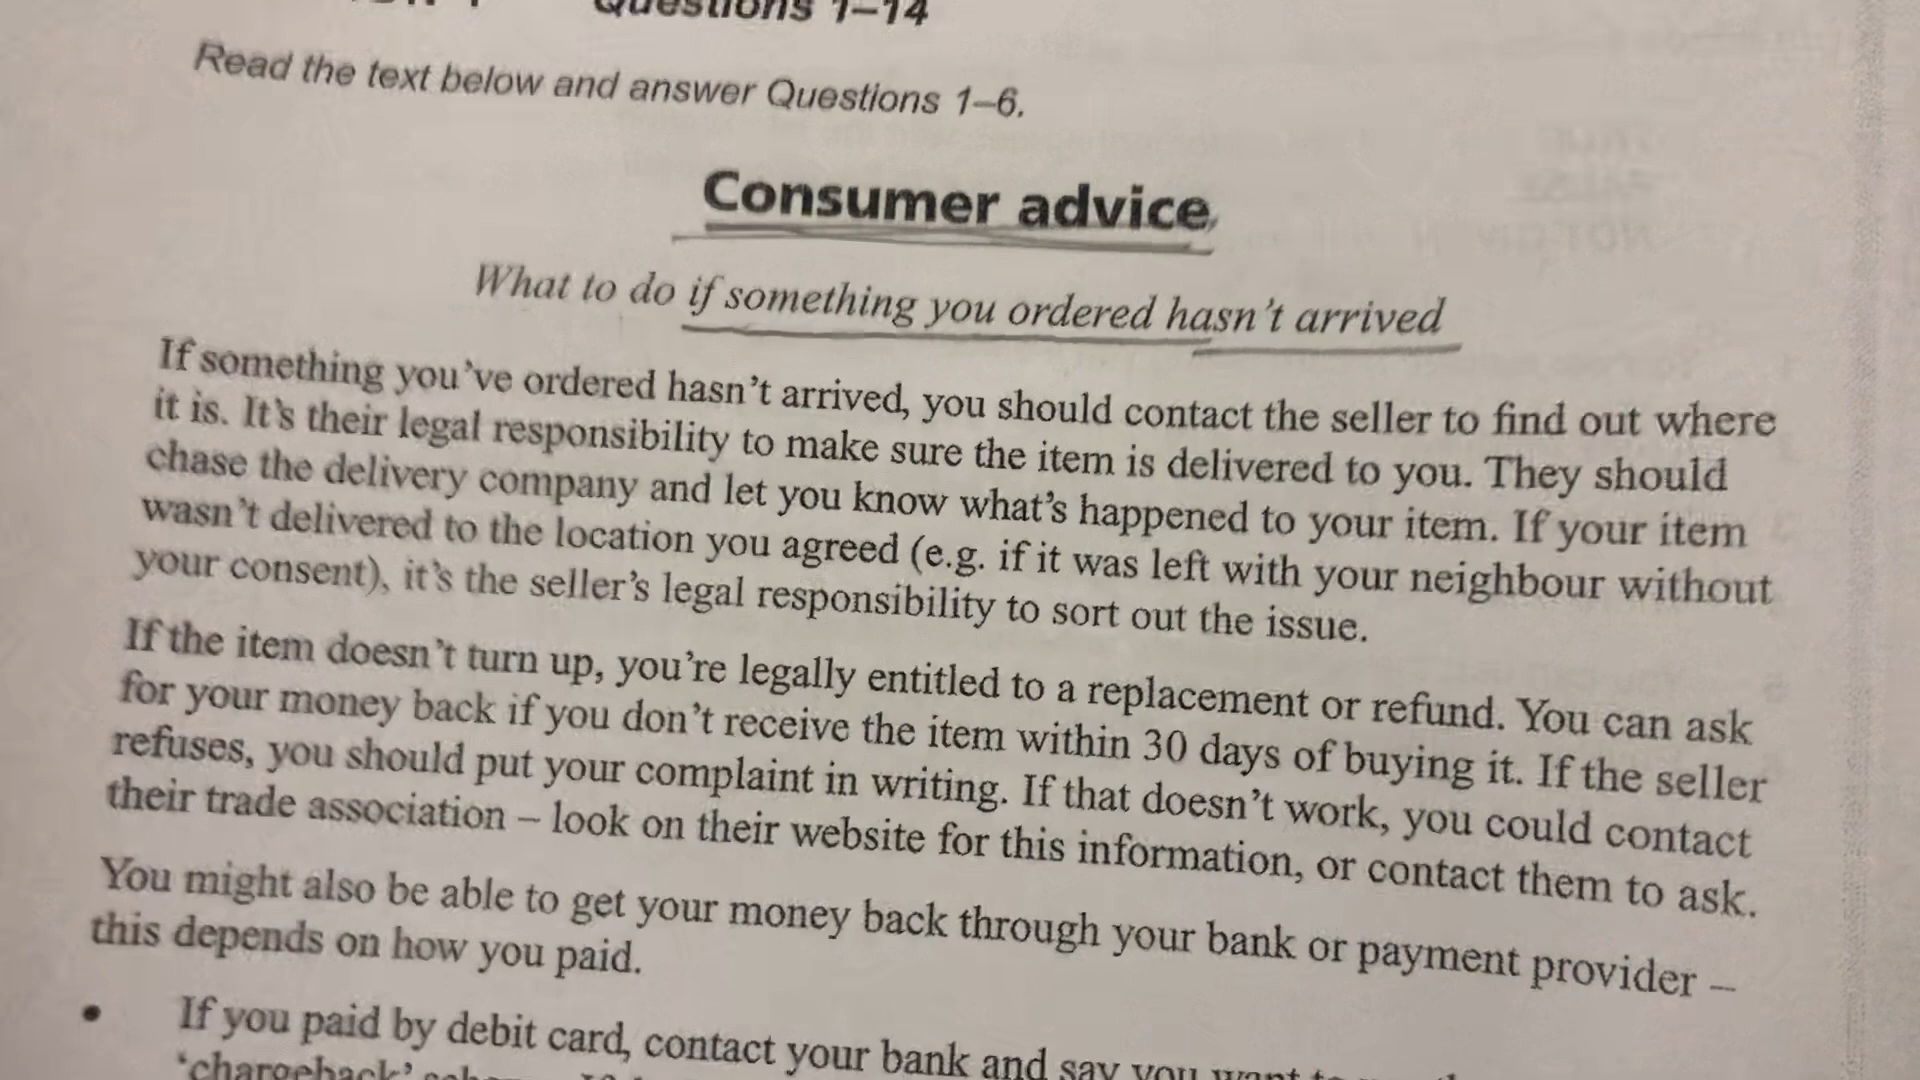 Questions 1–14
Read the text below and answer Questions 1–6.
Consumer advice
What to do if something you ordered hasn't arrived
If something you've ordered hasn't arrived, you should contact the seller to find out where
it is. It's their legal responsibility to make sure the item is delivered to you. They should
chase the delivery company and let you know what's happened to your item. If your item
wasn't delivered to the location you agreed (e.g. if it was left with your neighbour without
your consent), it's the seller's legal responsibility to sort out the issue.
If the item doesn't turn up, you're legally entitled to a replacement or refund. You can ask
for your money back if you don't receive the item within 30 days of buying it. If the seller
refuses, you should put your complaint in writing. If that doesn't work, you could contact
their trade association – look on their website for this information, or contact them to ask.
You might also be able to get your money back through your bank or payment provider –
this depends on how you paid.
• If you paid by debit card, contact your bank and say you want to
'chargeback'